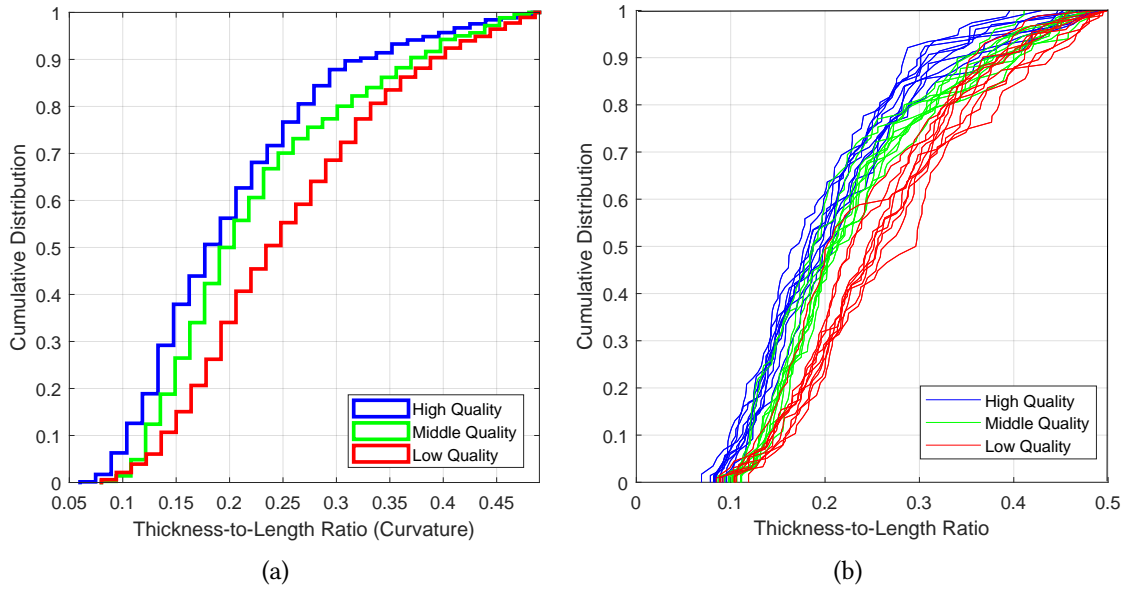 1
0.9
0.8
0.7
0.6
0.5
0.4
0.3
0.2
0.1
0
Cumulative Distribution
0.05 0.1 0.15 0.2 0.25 0.3 0.35 0.4 0.45
Thickness-to-Length Ratio (Curvature)
High Quality
Middle Quality
Low Quality
(a)
1
0.9
0.8
0.7
0.6
0.5
0.4
0.3
0.2
0.1
0
Cumulative Distribution
0 0.1 0.2 0.3 0.4 0.5
Thickness-to-Length Ratio
High Quality
Middle Quality
Low Quality
(b)